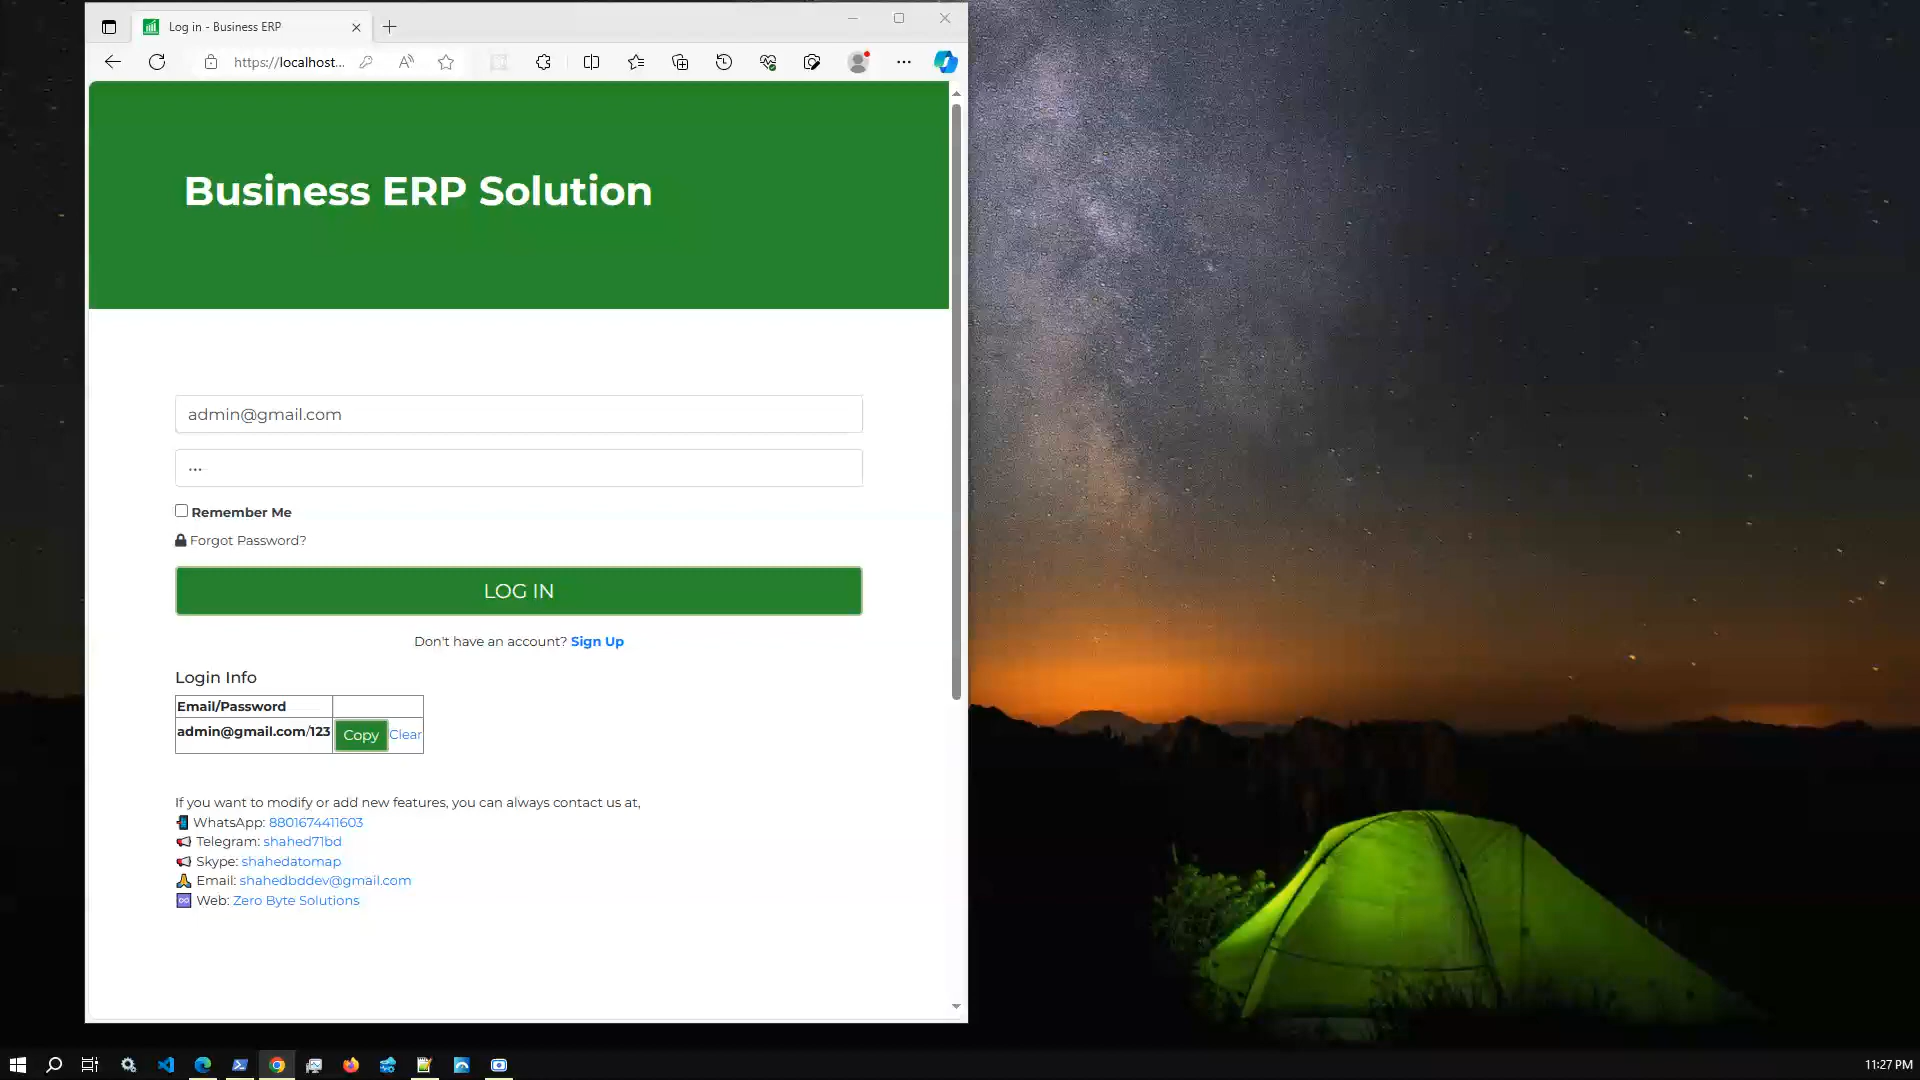 Log in - Business ERP
https://localhost...
Business ERP Solution
admin@gmail.com
Remember Me
Forgot Password?
LOG IN
Don't have an account? Sign Up
Login Info
Email/Password
admin@gmail.com/123 Copy Clear
If you want to modify or add new features, you can always contact us at,
WhatsApp: 8801674411603
Telegram: shahed71bd
Skype: shahedatomap
Email: shahedbddev@gmail.com
Web: Zero Byte Solutions
11:27 PM